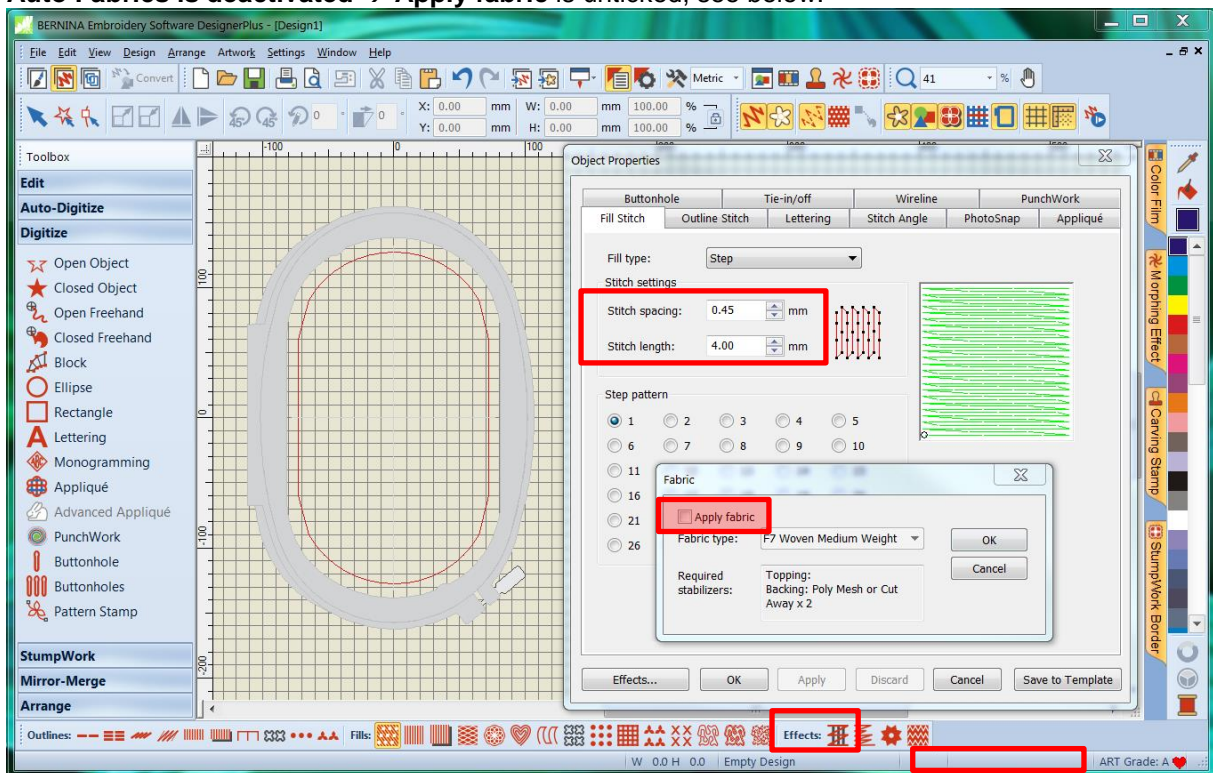 Auto Fabrics is deactivated → Apply fabric is unticked, see below:
BERNINA Embroidery Software DesignerPlus - [Design1]
File Edit View Design Arrange Artwork Settings Window Help
Convert Metric 41 %
0 ° 0 ° X: 0.00 mm W: 0.00 mm 100.00 %
Y: 0.00 mm H: 0.00 mm 100.00 %
Toolbox
Edit
Auto-Digitize
Digitize
Open Object
Closed Object
Open Freehand
Closed Freehand
Block
Ellipse
Rectangle
Lettering
Monogramming
Appliqué
Advanced Appliqué
PunchWork
Buttonhole
Buttonholes
Pattern Stamp
StumpWork
Mirror-Merge
Arrange
-100 0 100
100
0
-100
-200
Object Properties
Buttonhole Tie-in/off Wireline PunchWork
Fill Stitch Outline Stitch Lettering Stitch Angle PhotoSnap Appliqué
Fill type: Step
Stitch settings
Stitch spacing: 0.45 mm
Stitch length: 4.00 mm
Step pattern
1 2 3 4 5
6 7 8 9 10
11
16
21
26
Fabric
Apply fabric
Fabric type: F7 Woven Medium Weight
OK
Required stabilizers:
Topping:
Backing: Poly Mesh or Cut
Away x 2
Cancel
Effects... OK Apply Discard Cancel Save to Template
Color Film
Morphing Effect
Carving Stamp
StumpWork Border
Outlines: Fills: Effects:
W 0.0 H 0.0 Empty Design ART Grade: A